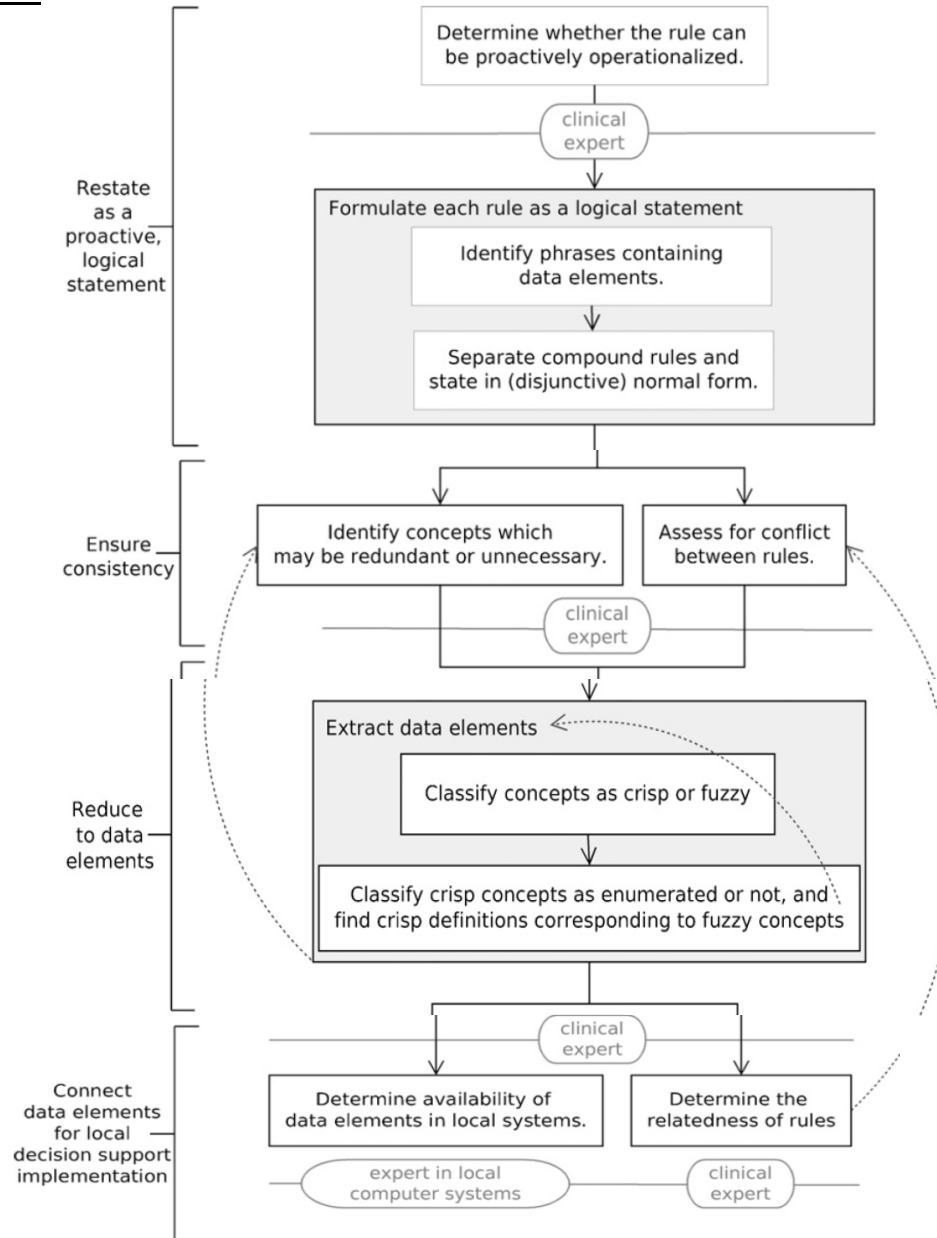 Determine whether the rule can
be proactively operationalized.
clinical
expert
Restate
as a
proactive,
logical
statement
Formulate each rule as a logical statement
Identify phrases containing
data elements.
Separate compound rules and
state in (disjunctive) normal form.
Ensure
consistency
Identify concepts which
may be redundant or unnecessary.
Assess for conflict
between rules.
clinical
expert
Reduce
to data
elements
Extract data elements
Classify concepts as crisp or fuzzy
Classify crisp concepts as enumerated or not, and
find crisp definitions corresponding to fuzzy concepts
clinical
expert
Connect
data elements
for local
decision support
implementation
Determine availability of
data elements in local systems.
Determine the
relatedness of rules
expert in local
computer systems
clinical
expert